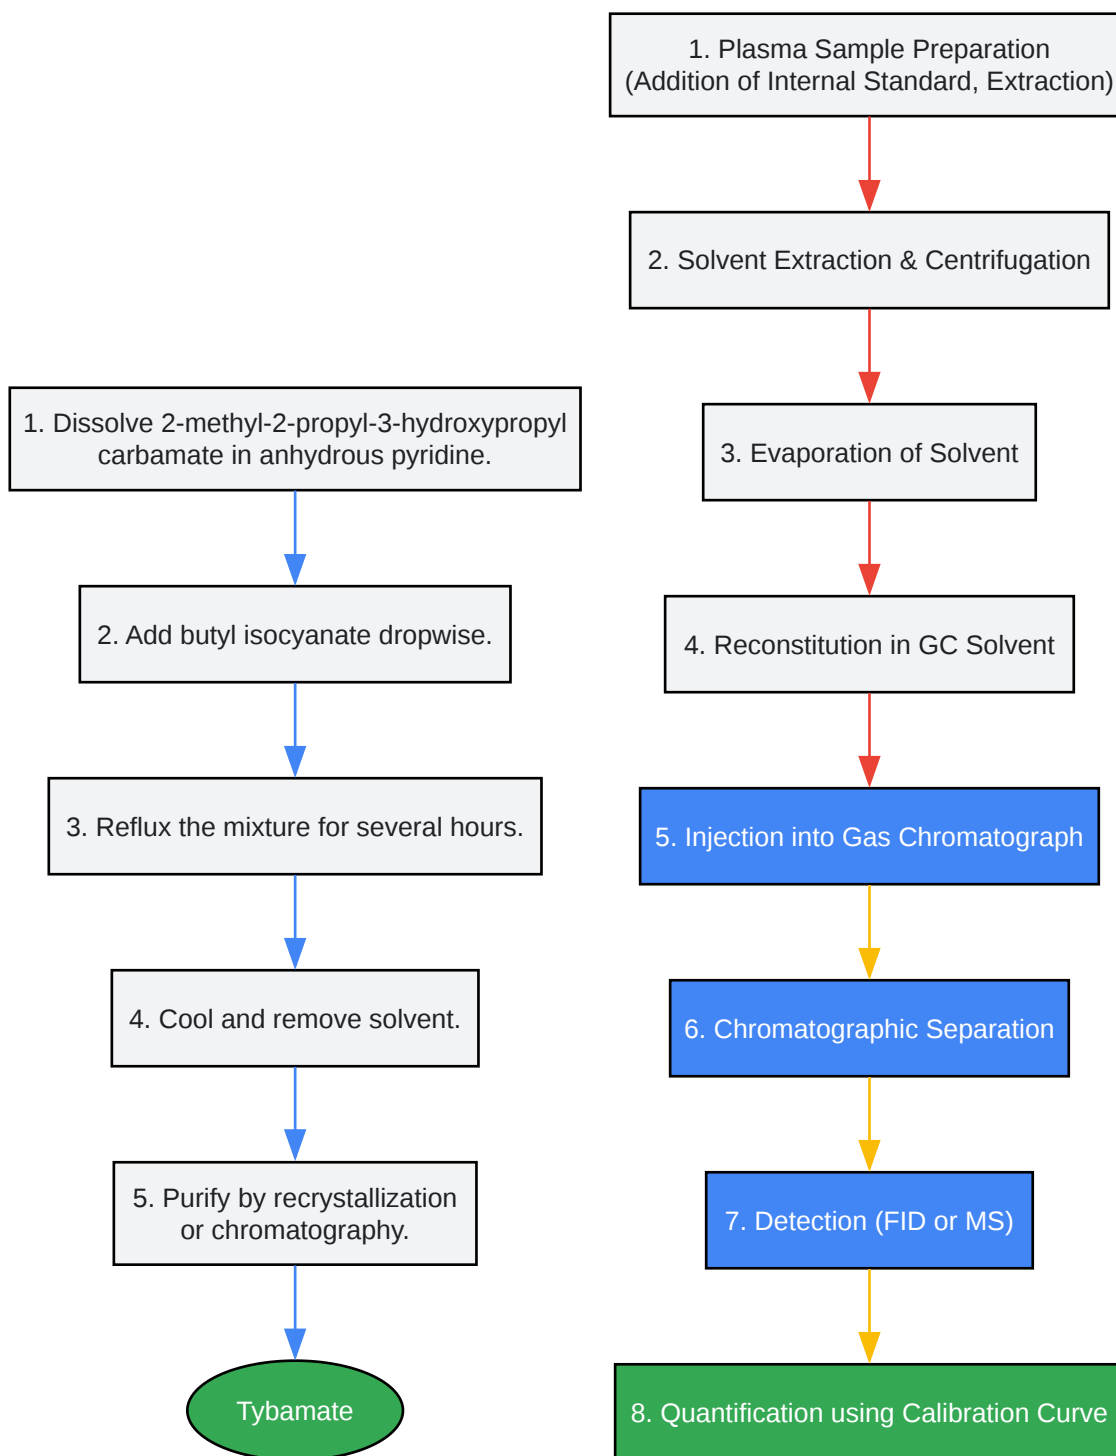 1. Dissolve 2-methyl-2-propyl-3-hydroxypropyl
carbamate in anhydrous pyridine.
2. Add butyl isocyanate dropwise.
3. Reflux the mixture for several hours.
4. Cool and remove solvent.
5. Purify by recrystallization
or chromatography.
Tybamate
1. Plasma Sample Preparation
(Addition of Internal Standard, Extraction)
2. Solvent Extraction & Centrifugation
3. Evaporation of Solvent
4. Reconstitution in GC Solvent
5. Injection into Gas Chromatograph
6. Chromatographic Separation
7. Detection (FID or MS)
8. Quantification using Calibration Curve